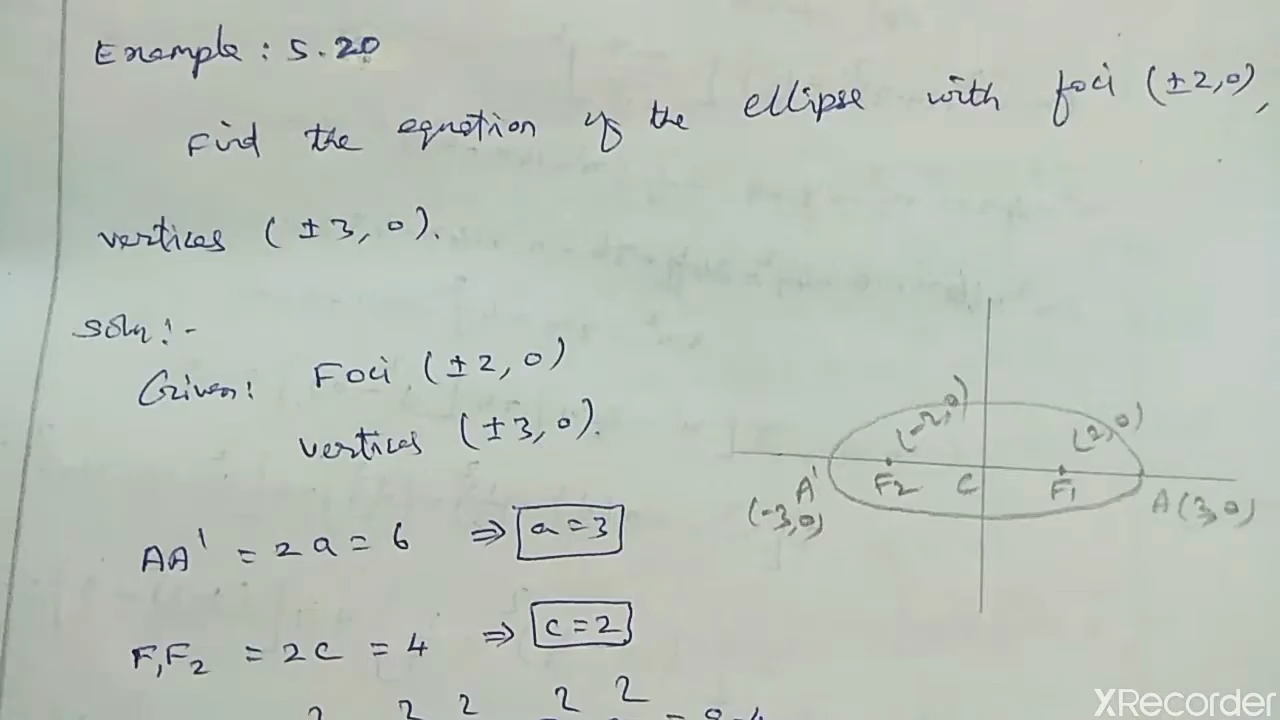 Example : 5.20
Find the equation of the ellipse with foci (±2,0),
vertices (±3, 0).
Soln:-
Given: Foci (±2, 0)
vertices (±3, 0).
(-2,0)
(2,0)
A' F2 C F1
(-3,0)
A (3,0)
AA' = 2a = 6 ⇒ a=3
F1F2 = 2c = 4 ⇒ c=2
XRecorder